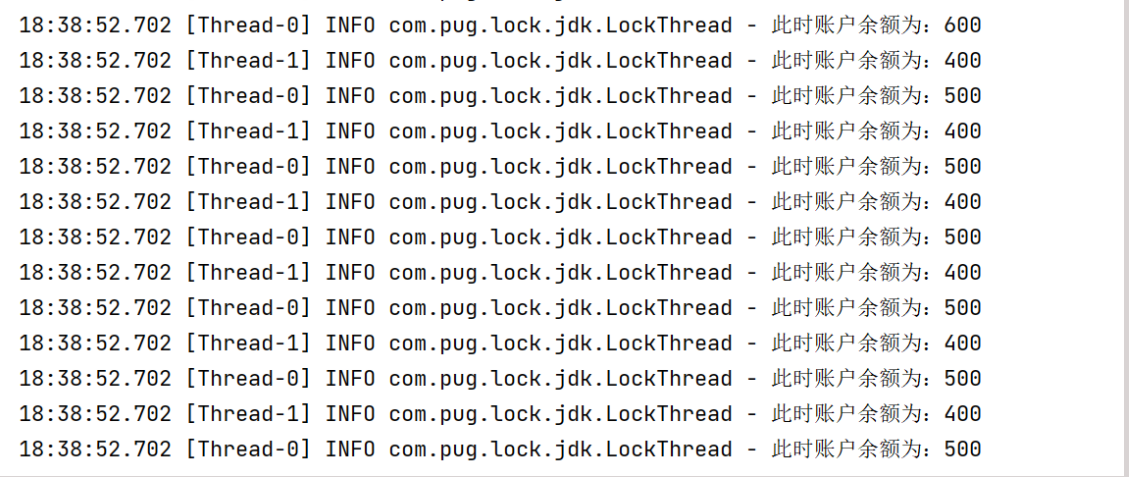 18:38:52.702 [Thread-0] INFO com.pug.lock.jdk.LockThread - 此时账户余额为：600
18:38:52.702 [Thread-1] INFO com.pug.lock.jdk.LockThread - 此时账户余额为：400
18:38:52.702 [Thread-0] INFO com.pug.lock.jdk.LockThread - 此时账户余额为：500
18:38:52.702 [Thread-1] INFO com.pug.lock.jdk.LockThread - 此时账户余额为：400
18:38:52.702 [Thread-0] INFO com.pug.lock.jdk.LockThread - 此时账户余额为：500
18:38:52.702 [Thread-1] INFO com.pug.lock.jdk.LockThread - 此时账户余额为：400
18:38:52.702 [Thread-0] INFO com.pug.lock.jdk.LockThread - 此时账户余额为：500
18:38:52.702 [Thread-1] INFO com.pug.lock.jdk.LockThread - 此时账户余额为：400
18:38:52.702 [Thread-0] INFO com.pug.lock.jdk.LockThread - 此时账户余额为：500
18:38:52.702 [Thread-1] INFO com.pug.lock.jdk.LockThread - 此时账户余额为：400
18:38:52.702 [Thread-0] INFO com.pug.lock.jdk.LockThread - 此时账户余额为：500
18:38:52.702 [Thread-1] INFO com.pug.lock.jdk.LockThread - 此时账户余额为：400
18:38:52.702 [Thread-0] INFO com.pug.lock.jdk.LockThread - 此时账户余额为：500